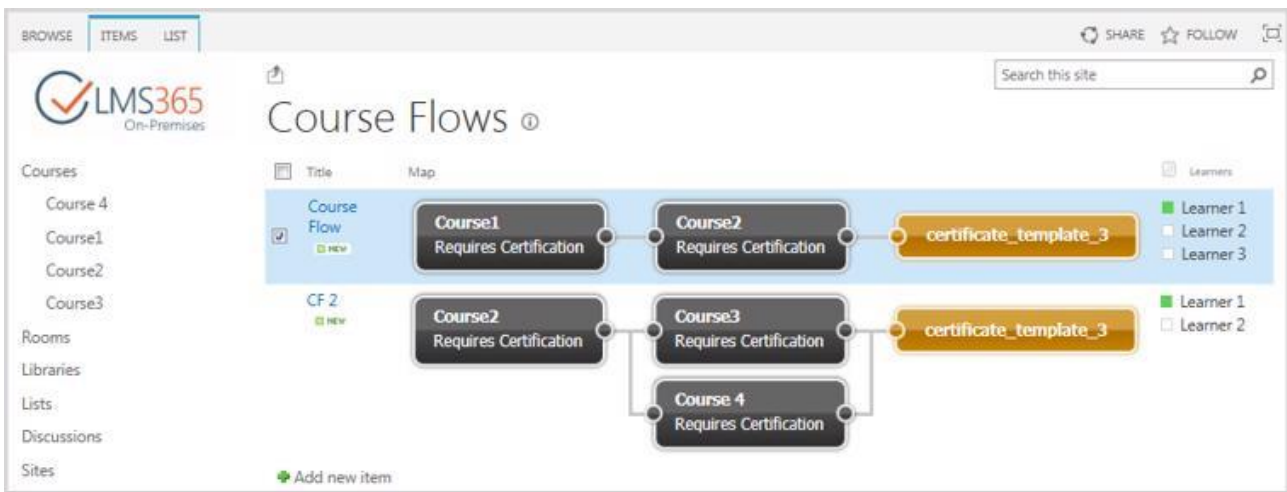 BROWSE ITEMS LIST SHARE FOLLOW
LMS365
On-Premises
Search this site
Course Flows
Courses
Course 4
Course1
Course2
Course3
Rooms
Libraries
Lists
Discussions
Sites
Title Map Learners
Course
Flow
NEW
Course1
Requires Certification
Course2
Requires Certification
certificate_template_3
Learner 1
Learner 2
Learner 3
CF 2
NEW
Course2
Requires Certification
Course3
Requires Certification
Course 4
Requires Certification
certificate_template_3
Learner 1
Learner 2
Add new item